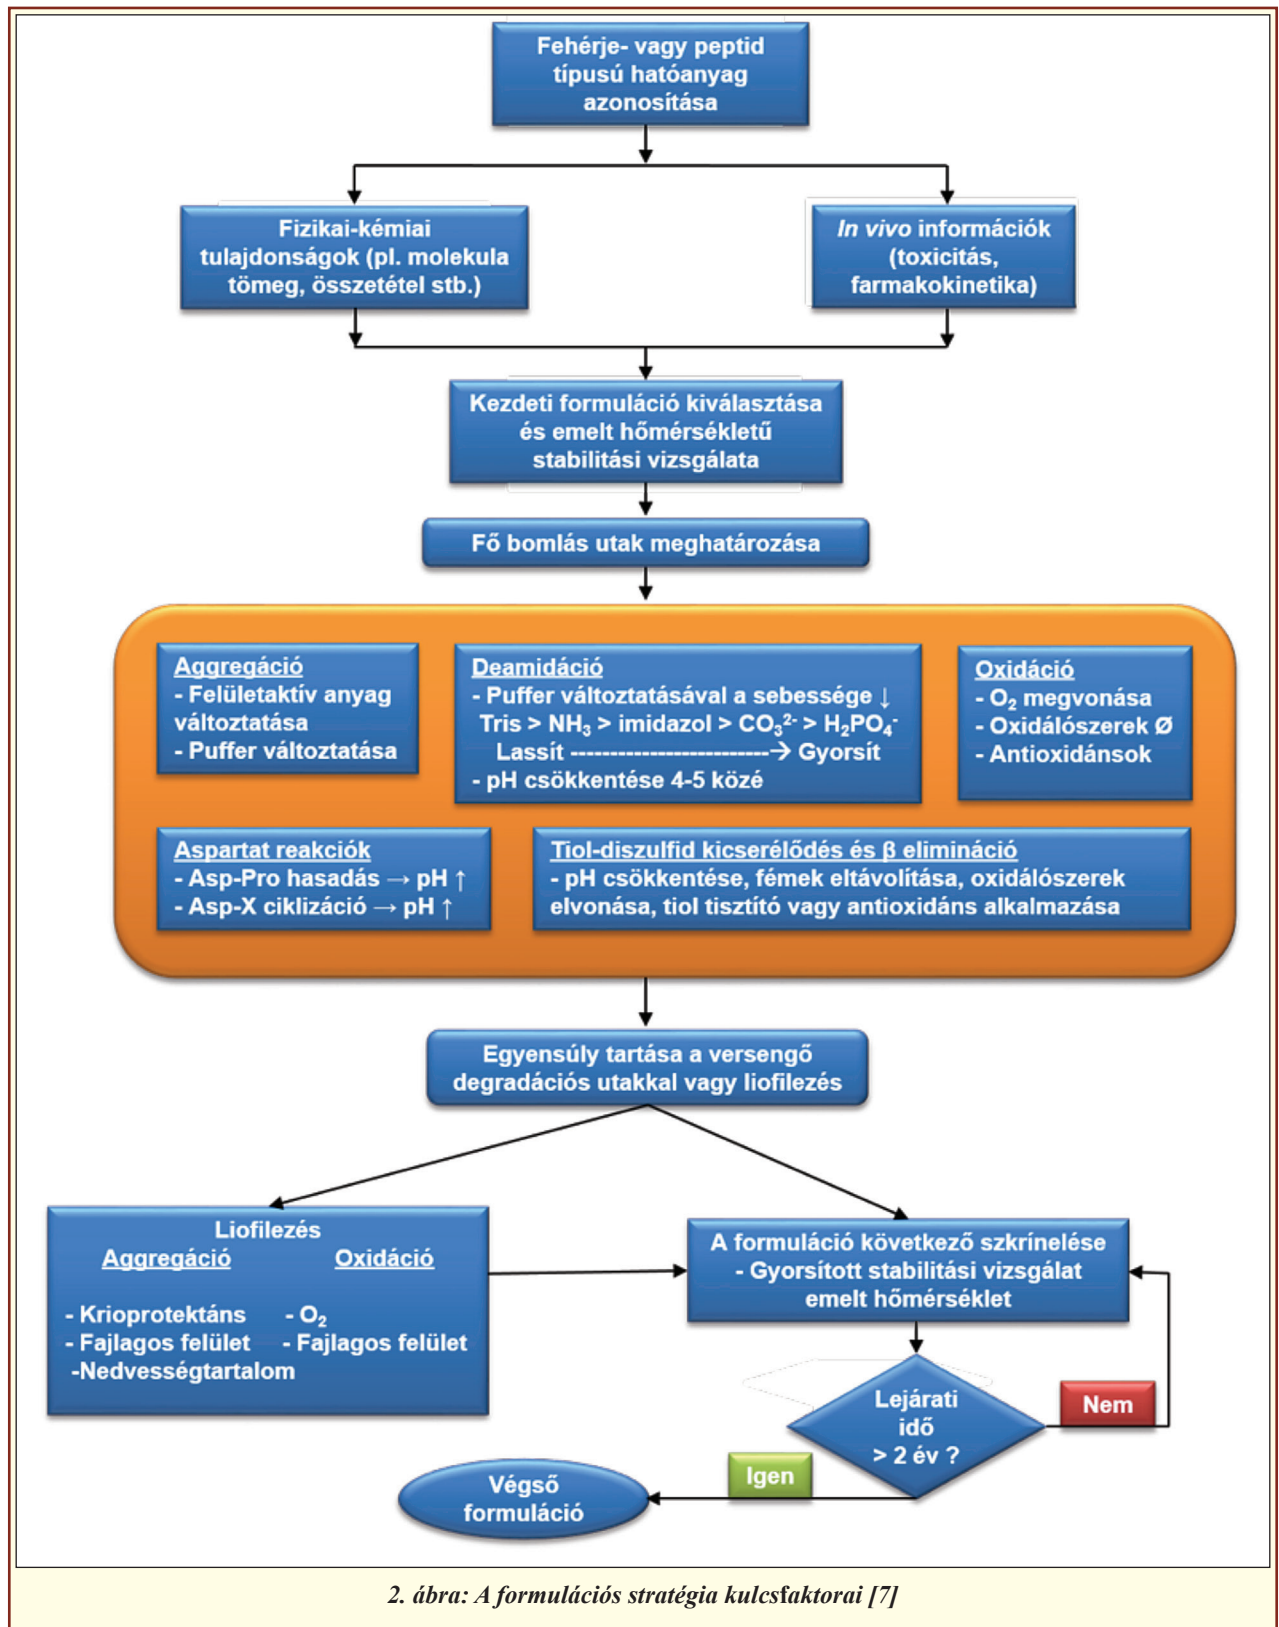 Fehérje- vagy peptid
típusú hatóanyag
azonosítása
Fizikai-kémiai
tulajdonságok (pl. molekula
tömeg, összetétel stb.)
In vivo információk
(toxicitás,
farmakokinetika)
Kezdeti formuláció kiválasztása
és emelt hőmérsékletű
stabilitási vizsgálata
Fő bomlás utak meghatározása
Aggregáció
- Felületaktív anyag
változtatása
- Puffer változtatása
Deamidáció
- Puffer változtatásával a sebessége ↓
Tris > NH₃ > imidazol > CO₃²⁻ > H₂PO₄⁻
Lassít --------------------------→ Gyorsít
- pH csökkentése 4-5 közé
Oxidáció
- O₂ megvonása
- Oxidálószerek Ø
- Antioxidánsok
Aspartat reakciók
- Asp-Pro hasadás → pH ↑
- Asp-X ciklizáció → pH ↑
Tiol-diszulfid kicserélődés és β elimináció
- pH csökkentése, fémek eltávolítása, oxidálószerek
elvonása, tiol tisztító vagy antioxidáns alkalmazása
Egyensúly tartása a versengő
degradációs utakkal vagy liofilezés
Liofilezés
Aggregáció Oxidáció
- Krioprotektáns - O₂
- Fajlagos felület - Fajlagos felület
-Nedvességtartalom
A formuláció következő szkrínelése
- Gyorsított stabilitási vizsgálat
emelt hőmérséklet
Lejárati
idő
> 2 év ?
Nem
Igen
Végső
formuláció
2. ábra: A formulációs stratégia kulcsfaktorai [7]